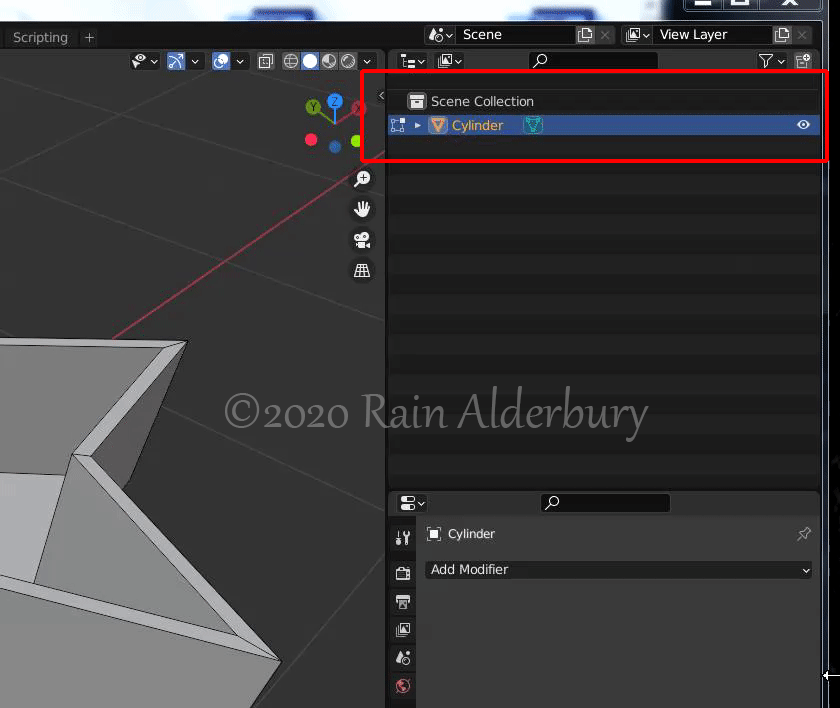 Scripting +
Scene
View Layer
Scene Collection
Cylinder
Y Z X
©2020 Rain Alderbury
Cylinder
Add Modifier